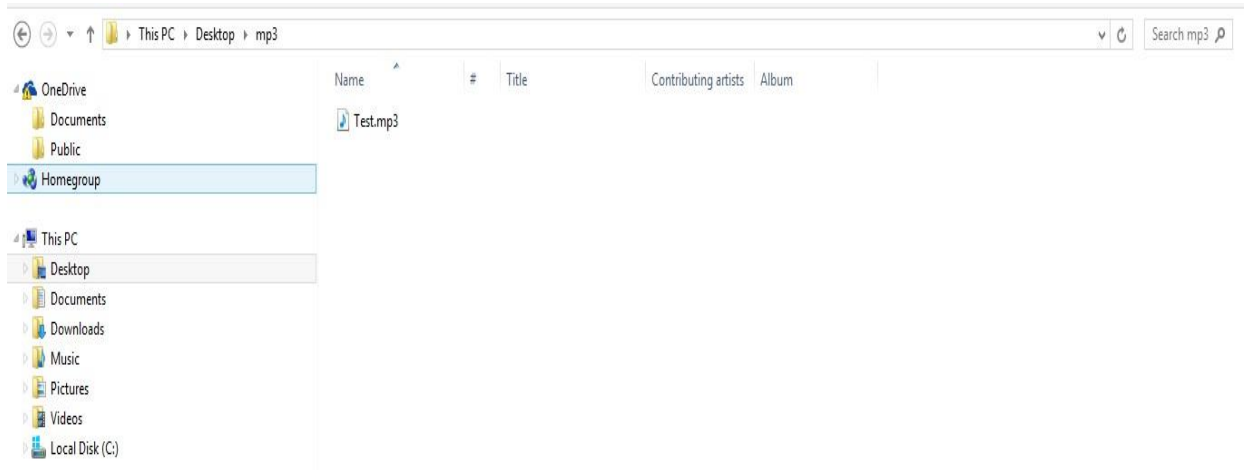 This PC Desktop mp3
Search mp3
OneDrive
Documents
Public
Homegroup
This PC
Desktop
Documents
Downloads
Music
Pictures
Videos
Local Disk (C:)
Name # Title Contributing artists Album
Test.mp3